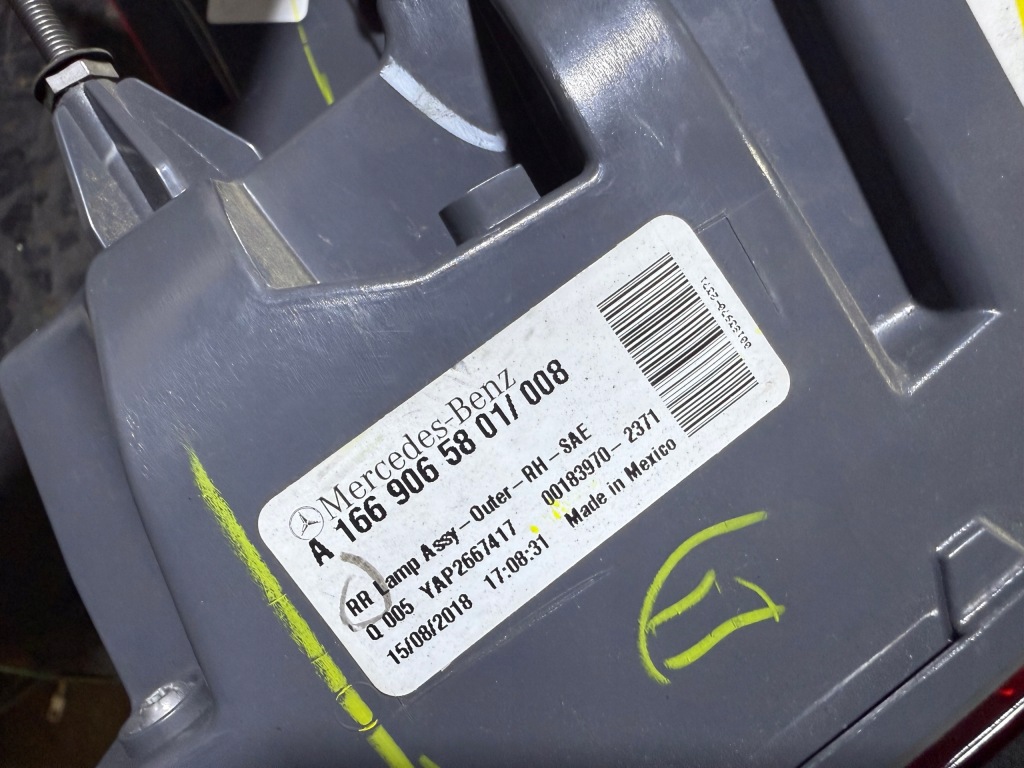 Mercedes-Benz
A 166 906 58 01/ 008
RR Lamp Assy-Outer-RH-SAE
Q 005 YAP2667417 00183970-2371
15/08/2018 17:08:31 Made in Mexico